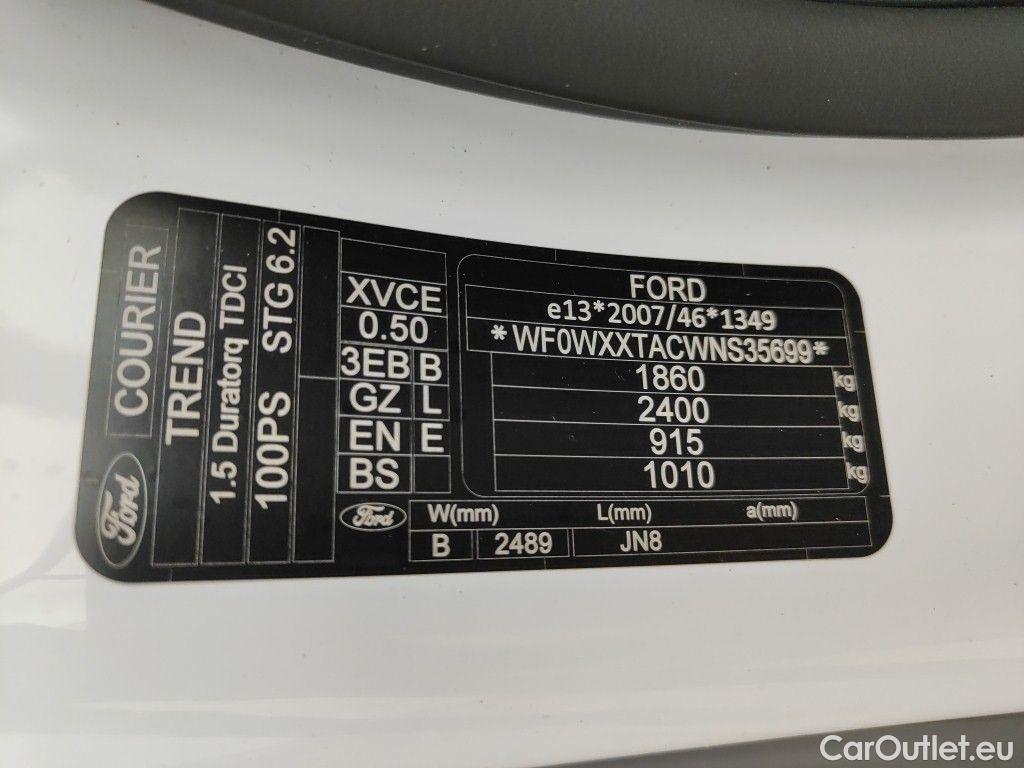 Ford
COURIER
TREND
1.5 Duratorq TDCI
100PS STG 6.2
XVCE
0.50
3EB B
GZ L
EN E
BS
FORD
e13*2007/46*1349
*WF0WXXTACWNS35699*
1860 kg
2400 kg
915 kg
1010 kg
Ford
W(mm) L(mm) a(mm)
B 2489 JN8
CarOutlet.eu